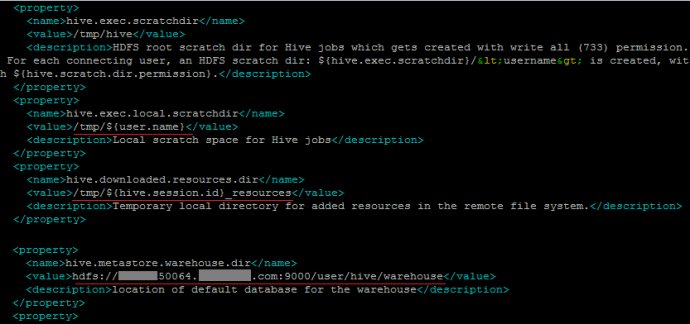 <property>
<name>hive.exec.scratchdir</name>
<value>/tmp/hive</value>
<description>HDFS root scratch dir for Hive jobs which gets created with write all (733) permission.
For each connecting user, an HDFS scratch dir: ${hive.exec.scratchdir}/&lt;username&gt; is created, wit
h ${hive.scratch.dir.permission}.</description>
</property>
<property>
<name>hive.exec.local.scratchdir</name>
<value>/tmp/${user.name}</value>
<description>Local scratch space for Hive jobs</description>
</property>
<property>
<name>hive.downloaded.resources.dir</name>
<value>/tmp/${hive.session.id}_resources</value>
<description>Temporary local directory for added resources in the remote file system.</description>
</property>
<property>
<name>hive.metastore.warehouse.dir</name>
<value>hdfs://50064. .com:9000/user/hive/warehouse</value>
<description>location of default database for the warehouse</description>
</property>
<property>